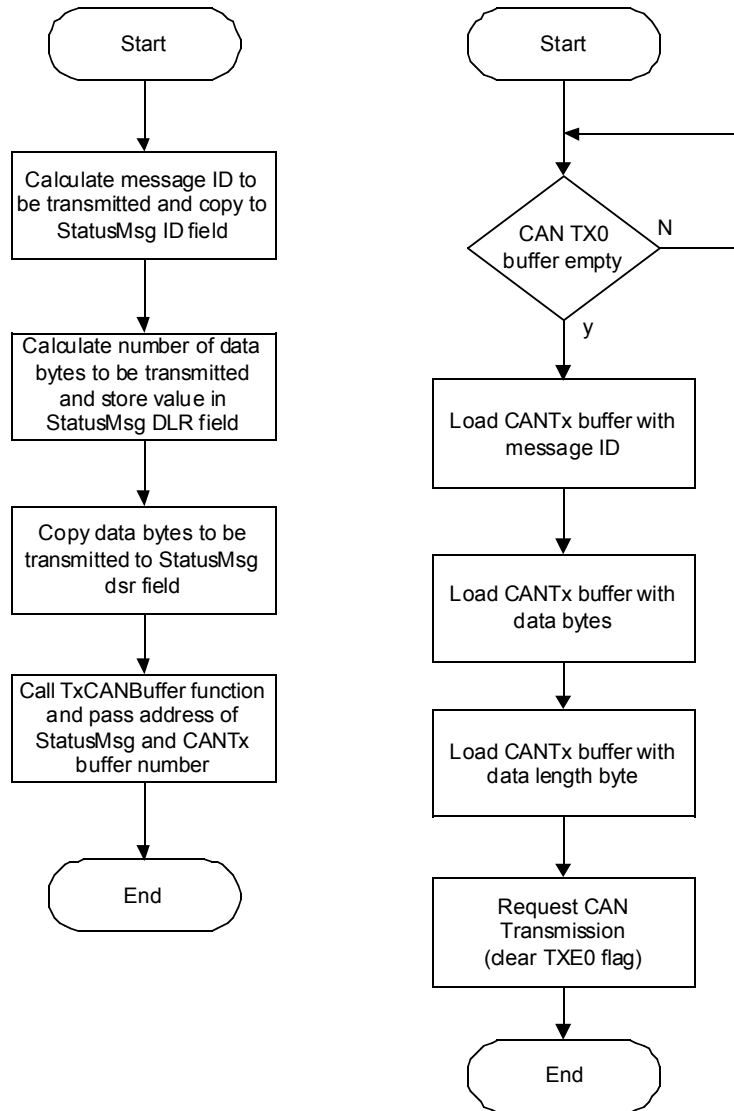 Start
Calculate message ID to
be transmitted and copy to
StatusMsg ID field
Calculate number of data
bytes to be transmitted
and store value in
StatusMsg DLR field
Copy data bytes to be
transmitted to StatusMsg
dsr field
Call TxCANBuffer function
and pass address of
StatusMsg and CANTx
buffer number
End
Start
CAN TX0
buffer empty
N
y
Load CANTx buffer with
message ID
Load CANTx buffer with
data bytes
Load CANTx buffer with
data length byte
Request CAN
Transmission
(clear TXE0 flag)
End